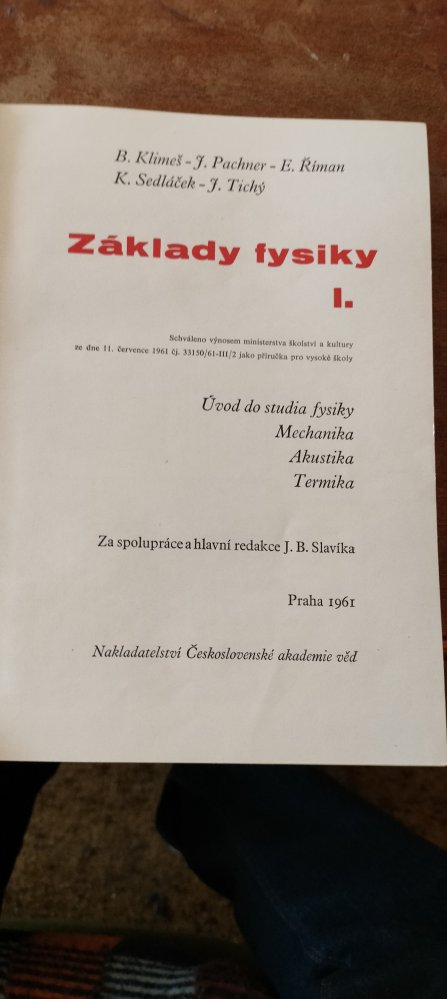 B. Klimeš - J. Pachner - E. Říman
K. Sedláček - J. Tichý
Základy fysiky
I.
Schváleno výnosem ministerstva školství a kultury
ze dne 11. července 1961 čj. 33150/61-III/2 jako příručka pro vysoké školy
Úvod do studia fysiky
Mechanika
Akustika
Termika
Za spolupráce a hlavní redakce J. B. Slavíka
Praha 1961
Nakladatelství Československé akademie věd